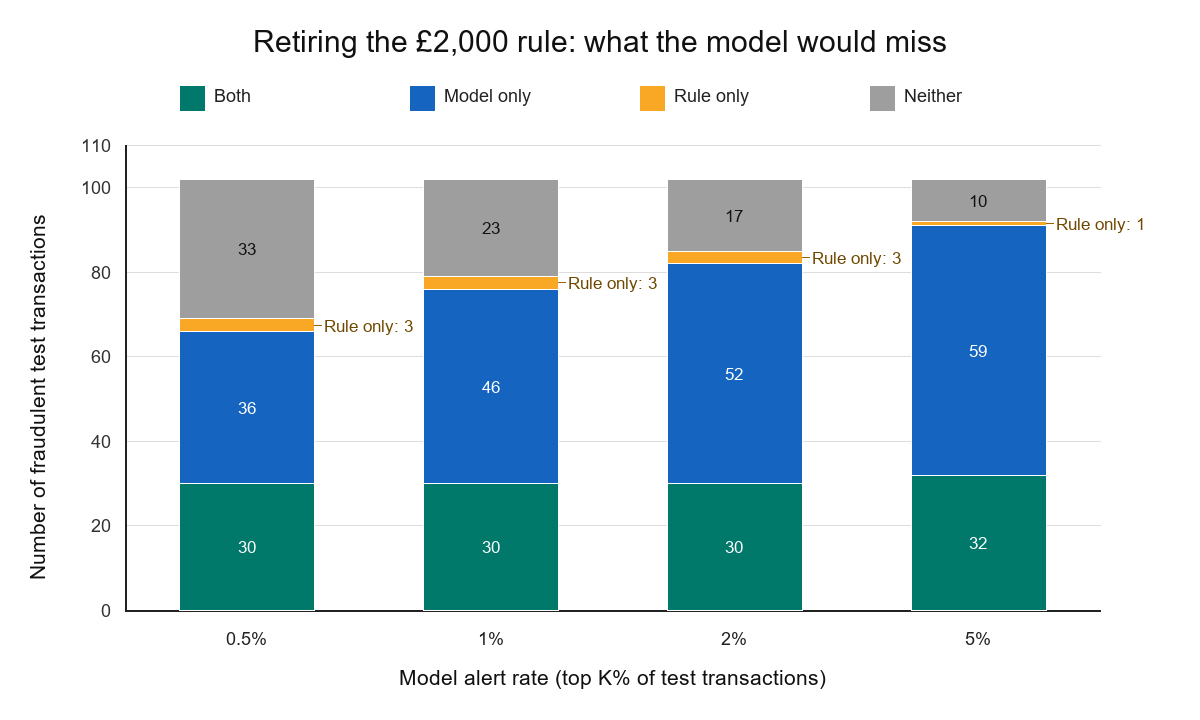 Retiring the £2,000 rule: what the model would miss
Both
Model only
Rule only
Neither
Number of fraudulent test transactions
110
100
80
60
40
20
0
33
Rule only: 3
36
30
23
Rule only: 3
46
30
17
Rule only: 3
52
30
10
Rule only: 1
59
32
0.5%
1%
2%
5%
Model alert rate (top K% of test transactions)